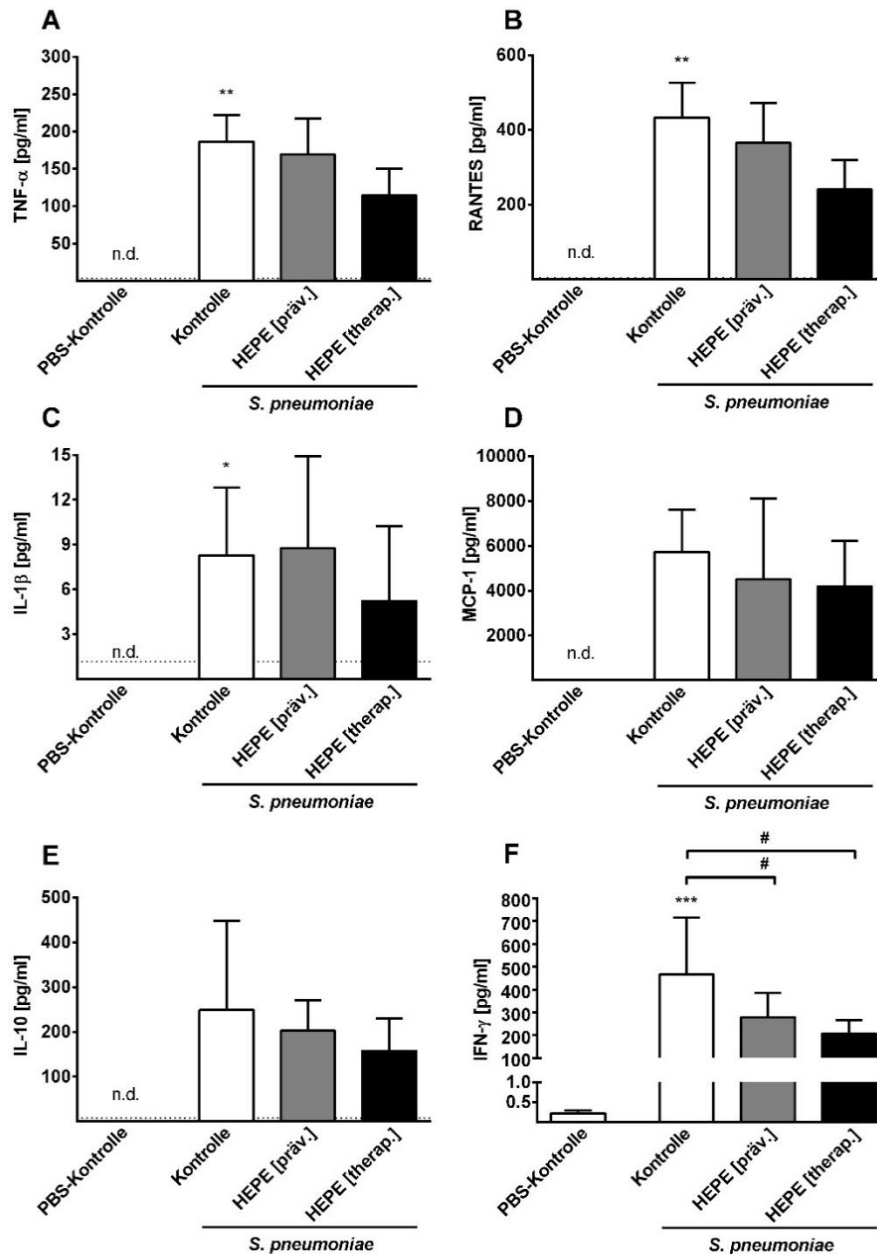 A
TNF-α [pg/ml]
300
250
200
150
100
50
n.d.
**
PBS-Kontrolle
Kontrolle
HEPE [präv.]
HEPE [therap.]
S. pneumoniae
B
RANTES [pg/ml]
600
400
200
n.d.
**
PBS-Kontrolle
Kontrolle
HEPE [präv.]
HEPE [therap.]
S. pneumoniae
C
IL-1β [pg/ml]
15
12
9
6
3
n.d.
*
PBS-Kontrolle
Kontrolle
HEPE [präv.]
HEPE [therap.]
S. pneumoniae
D
MCP-1 [pg/ml]
10000
8000
6000
4000
2000
n.d.
PBS-Kontrolle
Kontrolle
HEPE [präv.]
HEPE [therap.]
S. pneumoniae
E
IL-10 [pg/ml]
500
400
300
200
100
n.d.
PBS-Kontrolle
Kontrolle
HEPE [präv.]
HEPE [therap.]
S. pneumoniae
F
#
#
***
IFN-γ [pg/ml]
800
700
600
500
400
300
200
100
1.0
0.5
PBS-Kontrolle
Kontrolle
HEPE [präv.]
HEPE [therap.]
S. pneumoniae